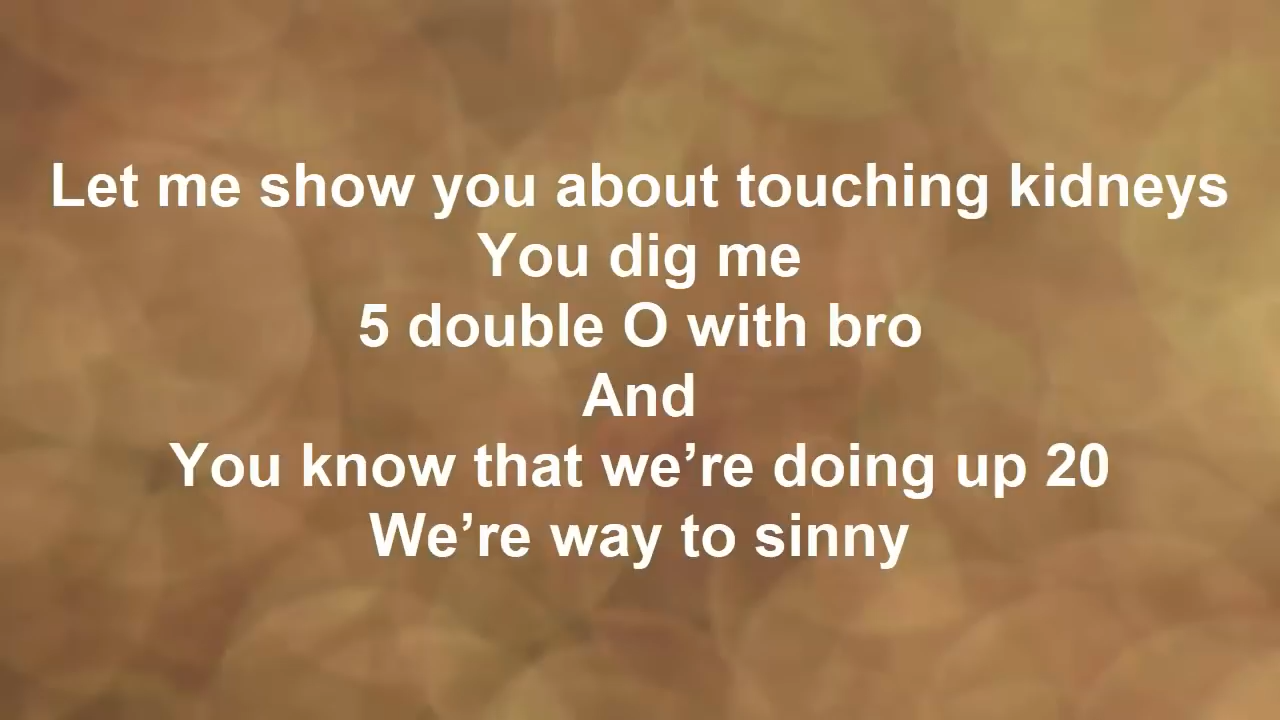 Let me show you about touching kidneys
You dig me
5 double O with bro
And
You know that we’re doing up 20
We’re way to sinny